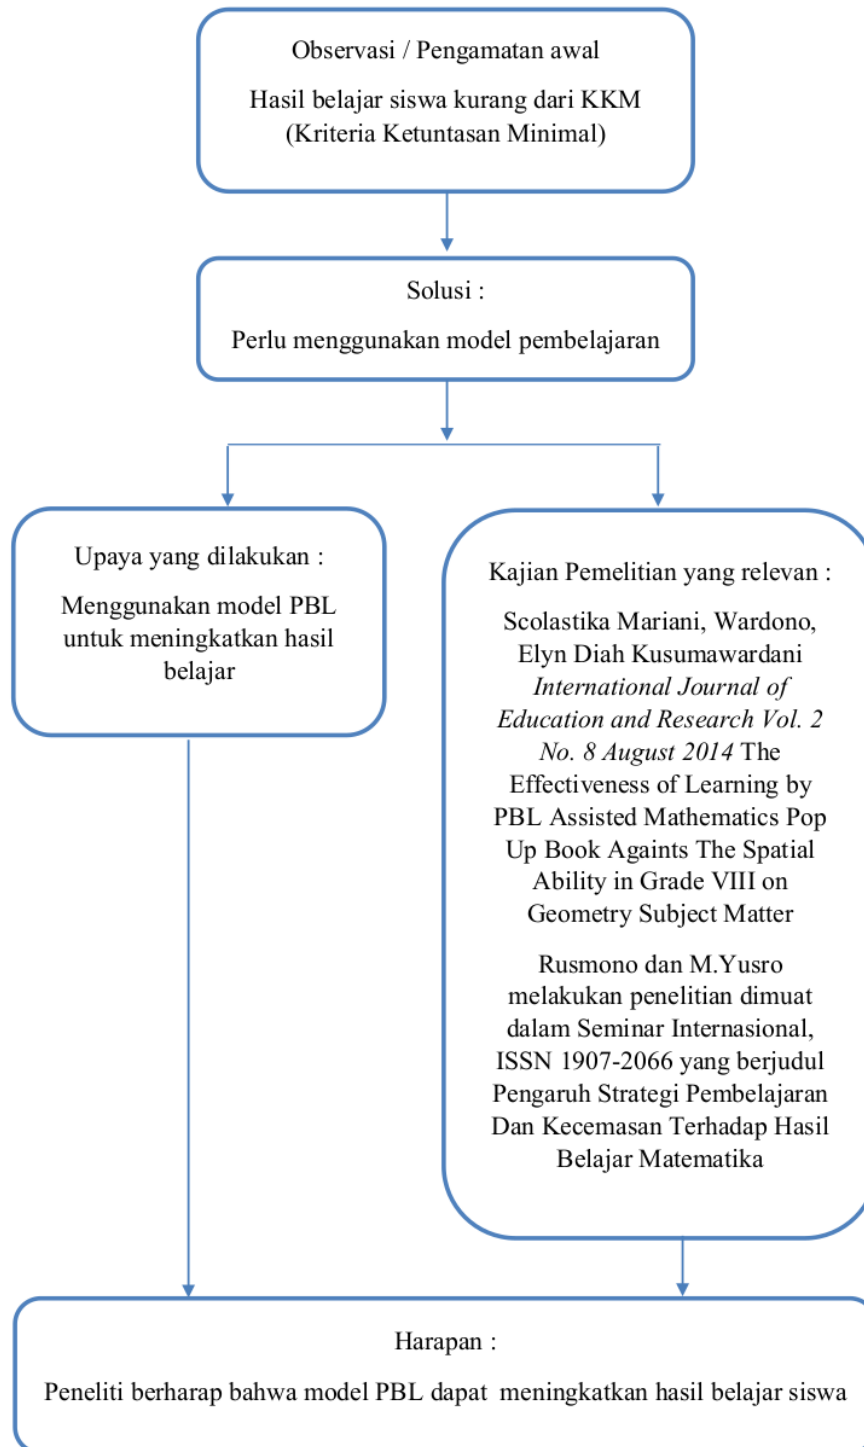 Observasi / Pengamatan awal
Hasil belajar siswa kurang dari KKM
(Kriteria Ketuntasan Minimal)
Solusi :
Perlu menggunakan model pembelajaran
Upaya yang dilakukan :
Menggunakan model PBL
untuk meningkatkan hasil
belajar
Kajian Pemelitian yang relevan :
Scolastika Mariani, Wardono,
Elyn Diah Kusumawardani
International Journal of
Education and Research Vol. 2
No. 8 August 2014 The
Effectiveness of Learning by
PBL Assisted Mathematics Pop
Up Book Againts The Spatial
Ability in Grade VIII on
Geometry Subject Matter
Rusmono dan M.Yusro
melakukan penelitian dimuat
dalam Seminar Internasional,
ISSN 1907-2066 yang berjudul
Pengaruh Strategi Pembelajaran
Dan Kecemasan Terhadap Hasil
Belajar Matematika
Harapan :
Peneliti berharap bahwa model PBL dapat meningkatkan hasil belajar siswa